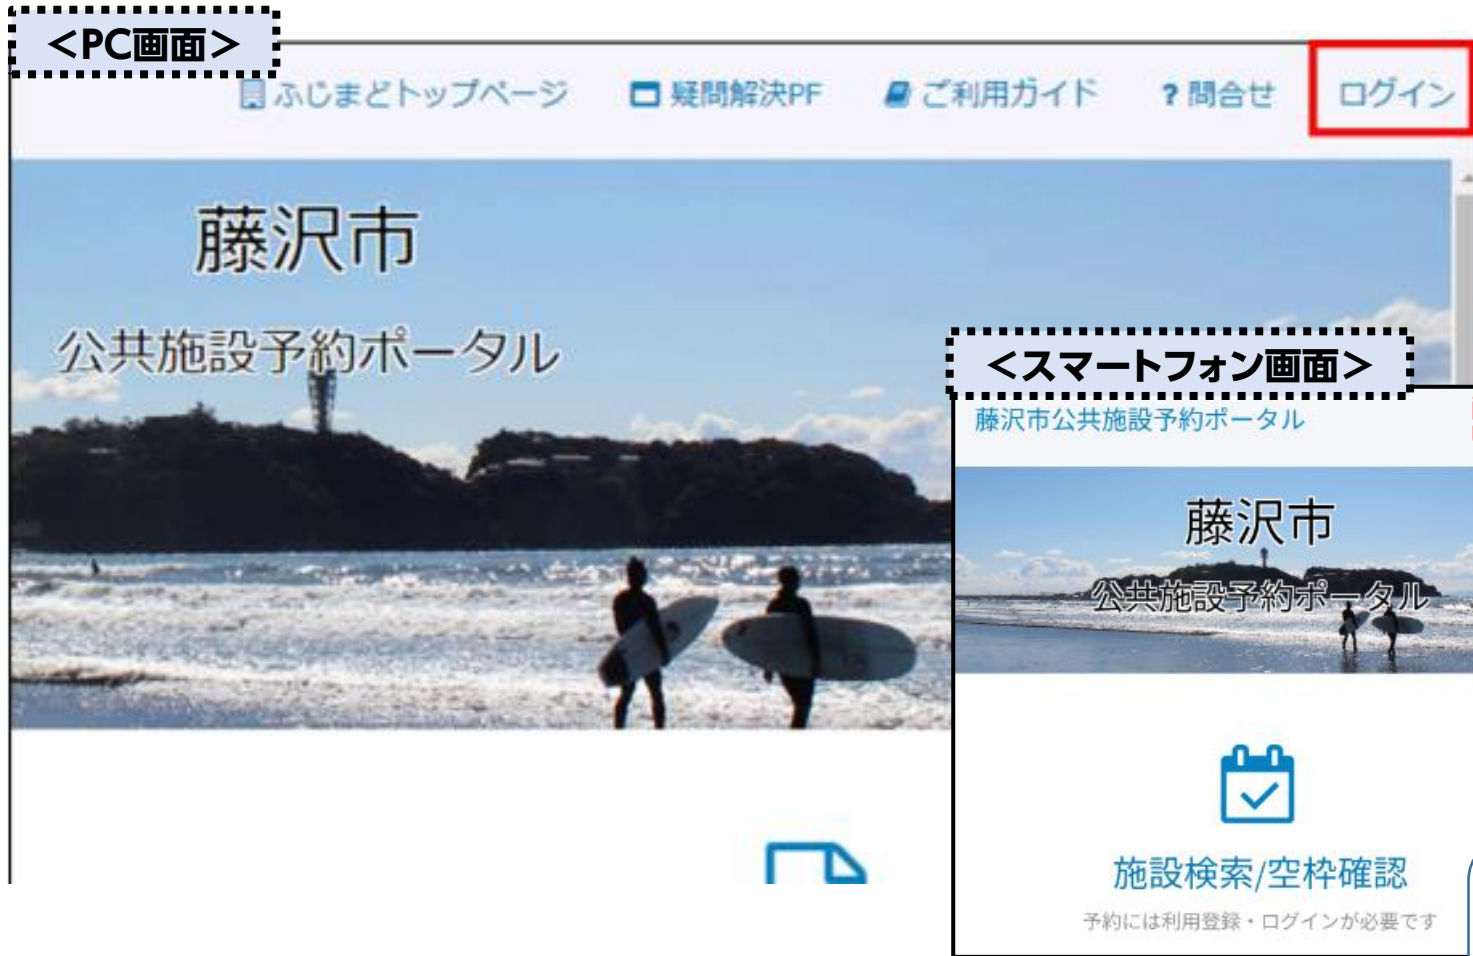 <PC画面>
ふじまどトップページ 疑問解決PF ご利用ガイド ? 問合せ ログイン
藤沢市
公共施設予約ポータル
<スマートフォン画面>
藤沢市公共施設予約ポータル
藤沢市
公共施設予約ポータル
施設検索/空枠確認
予約には利用登録・ログインが必要です